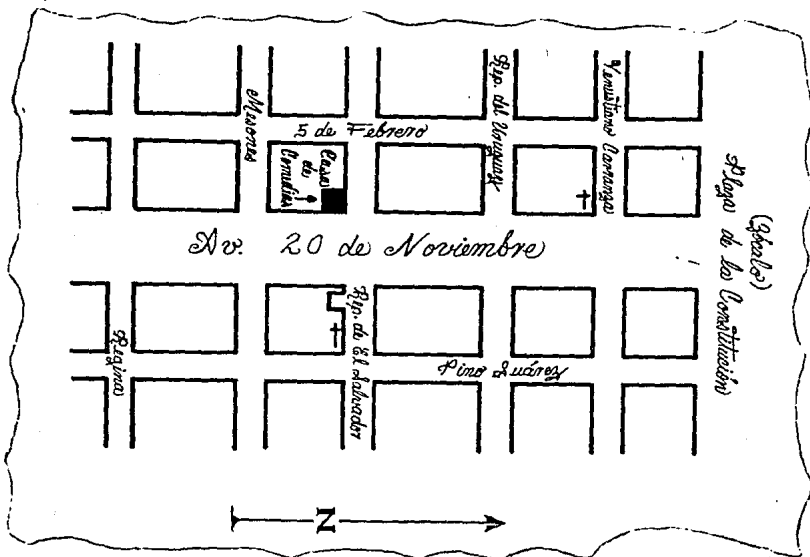 Mesones
5 de Febrero
Rep. del Uruguay
Venustiano Carranza
Casa
de
Comedias
Av. 20 de Noviembre
(Zócalo)
Plaza de la Constitución
Regina
Rep. de El Salvador
Pino Suárez
N